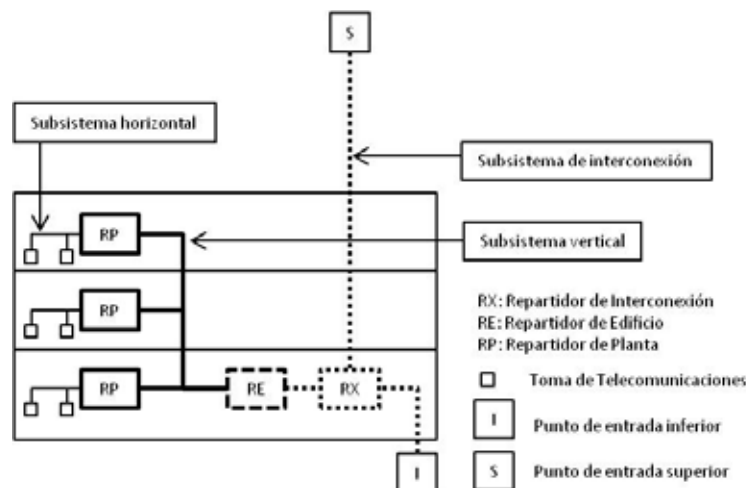 S
Subsistema horizontal
Subsistema de interconexión
RP
Subsistema vertical
RP
RX: Repartidor de Interconexión
RE: Repartidor de Edificio
RP: Repartidor de Planta
RP
RE
RX
Toma de Telecomunicaciones
I
Punto de entrada inferior
I
S
Punto de entrada superior